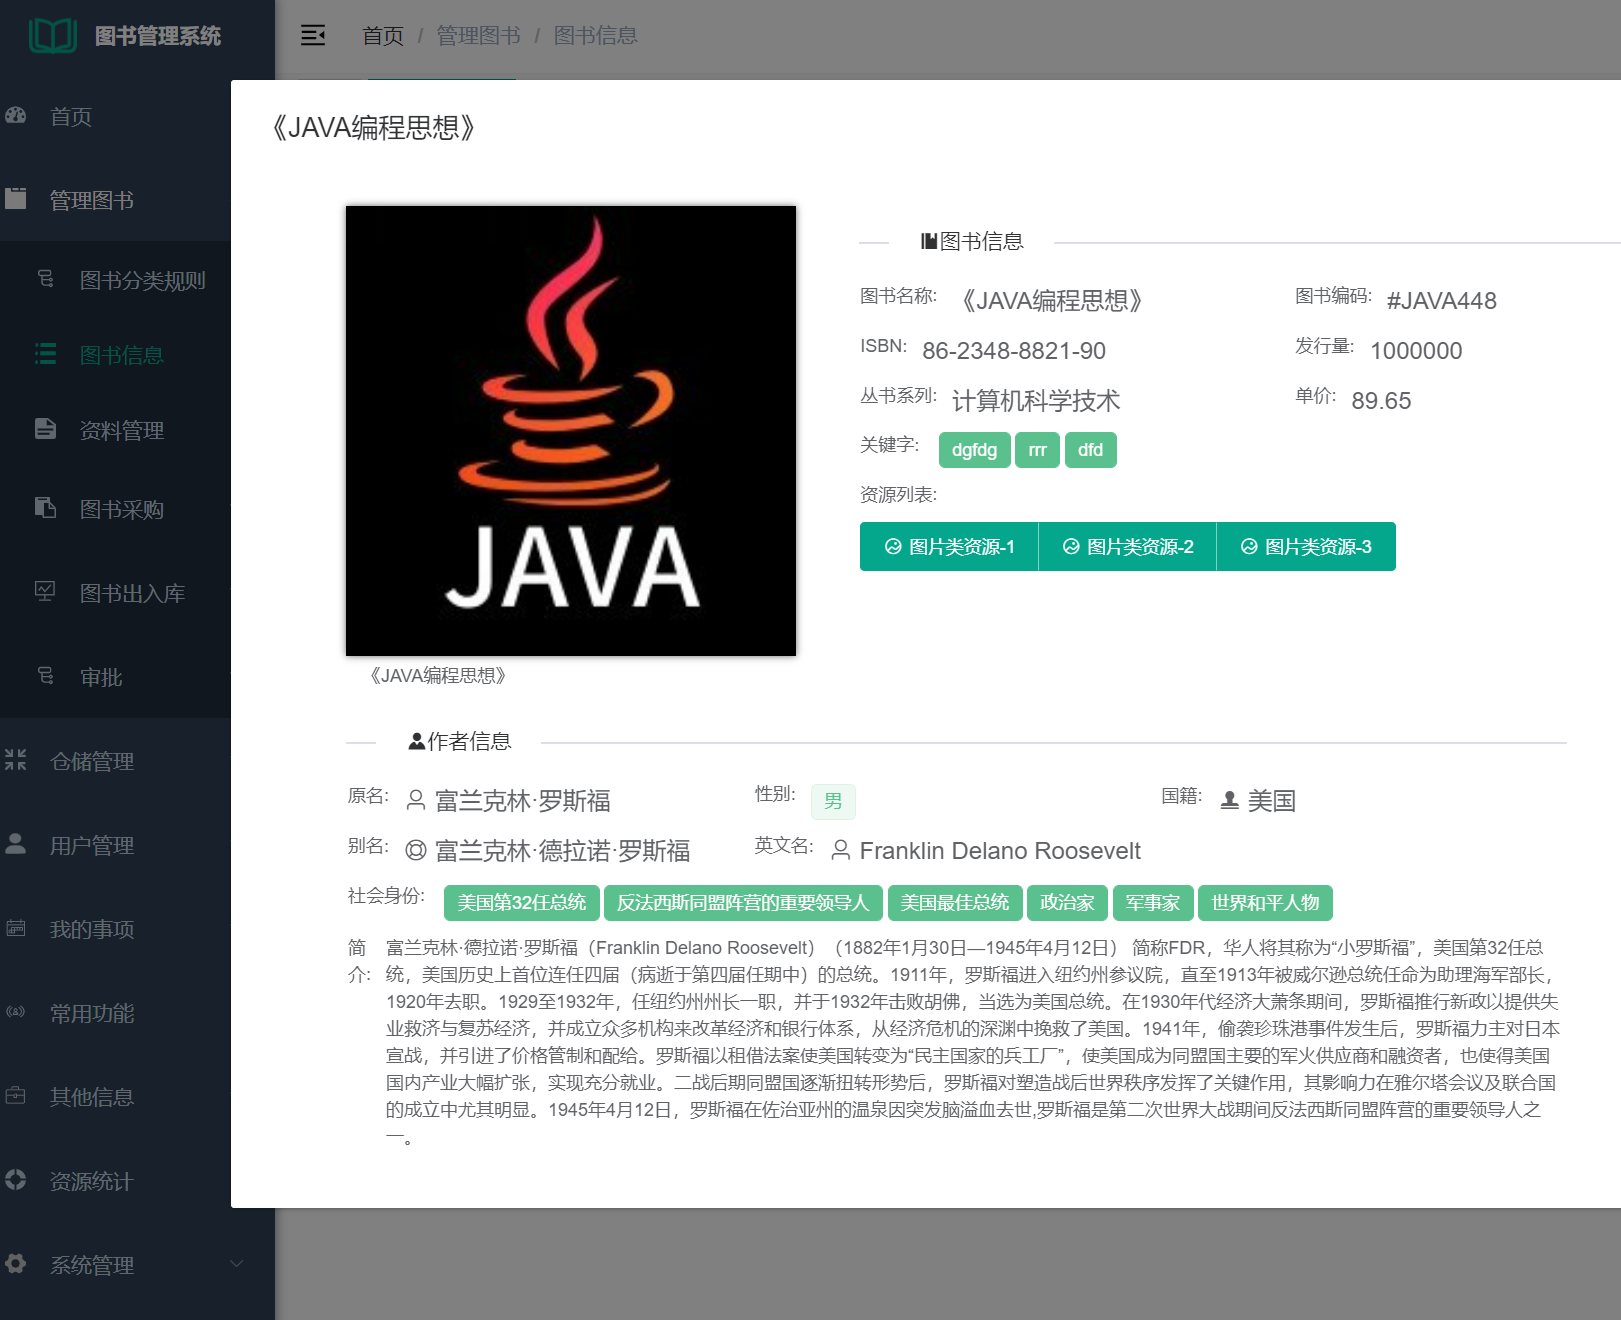 图书管理系统
首页 / 管理图书 / 图书信息
首页
管理图书
图书分类规则
图书信息
资料管理
图书采购
图书出入库
审批
仓储管理
用户管理
我的事项
常用功能
其他信息
资源统计
系统管理
《JAVA编程思想》
JAVA
《JAVA编程思想》
图书信息
图书名称: 《JAVA编程思想》 图书编码: #JAVA448
ISBN: 86-2348-8821-90 发行量: 1000000
丛书系列: 计算机科学技术 单价: 89.65
关键字: dgfdg rrr dfd
资源列表:
图片类资源-1 图片类资源-2 图片类资源-3
作者信息
原名: 富兰克林·罗斯福 性别: 男 国籍: 美国
别名: 富兰克林·德拉诺·罗斯福 英文名: Franklin Delano Roosevelt
社会身份: 美国第32任总统 反法西斯同盟阵营的重要领导人 美国最佳总统 政治家 军事家 世界和平人物
简介: 富兰克林·德拉诺·罗斯福（Franklin Delano Roosevelt）（1882年1月30日—1945年4月12日） 简称FDR，华人将其称为“小罗斯福”，美国第32任总
统，美国历史上首位连任四届（病逝于第四届任期中）的总统。1911年，罗斯福进入纽约州参议院，直至1913年被威尔逊总统任命为助理海军部长，
1920年去职。1929至1932年，任纽约州州长一职，并于1932年击败胡佛，当选为美国总统。在1930年代经济大萧条期间，罗斯福推行新政以提供失
业救济与复苏经济，并成立众多机构来改革经济和银行体系，从经济危机的深渊中挽救了美国。1941年，偷袭珍珠港事件发生后，罗斯福力主对日本
宣战，并引进了价格管制和配给。罗斯福以租借法案使美国转变为“民主国家的兵工厂”，使美国成为同盟国主要的军火供应商和融资者，也使得美国
国内产业大幅扩张，实现充分就业。二战后期同盟国逐渐扭转形势后，罗斯福对塑造战后世界秩序发挥了关键作用，其影响力在雅尔塔会议及联合国
的成立中尤其明显。1945年4月12日，罗斯福在佐治亚州的温泉因突发脑溢血去世,罗斯福是第二次世界大战期间反法西斯同盟阵营的重要领导人之
一。